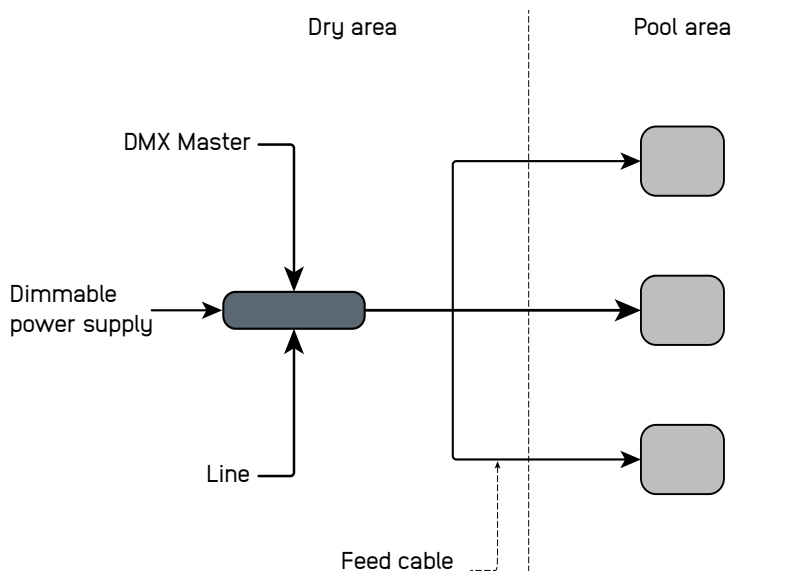 Dry area
Pool area
DMX Master
Dimmable
power supply
Line
Feed cable